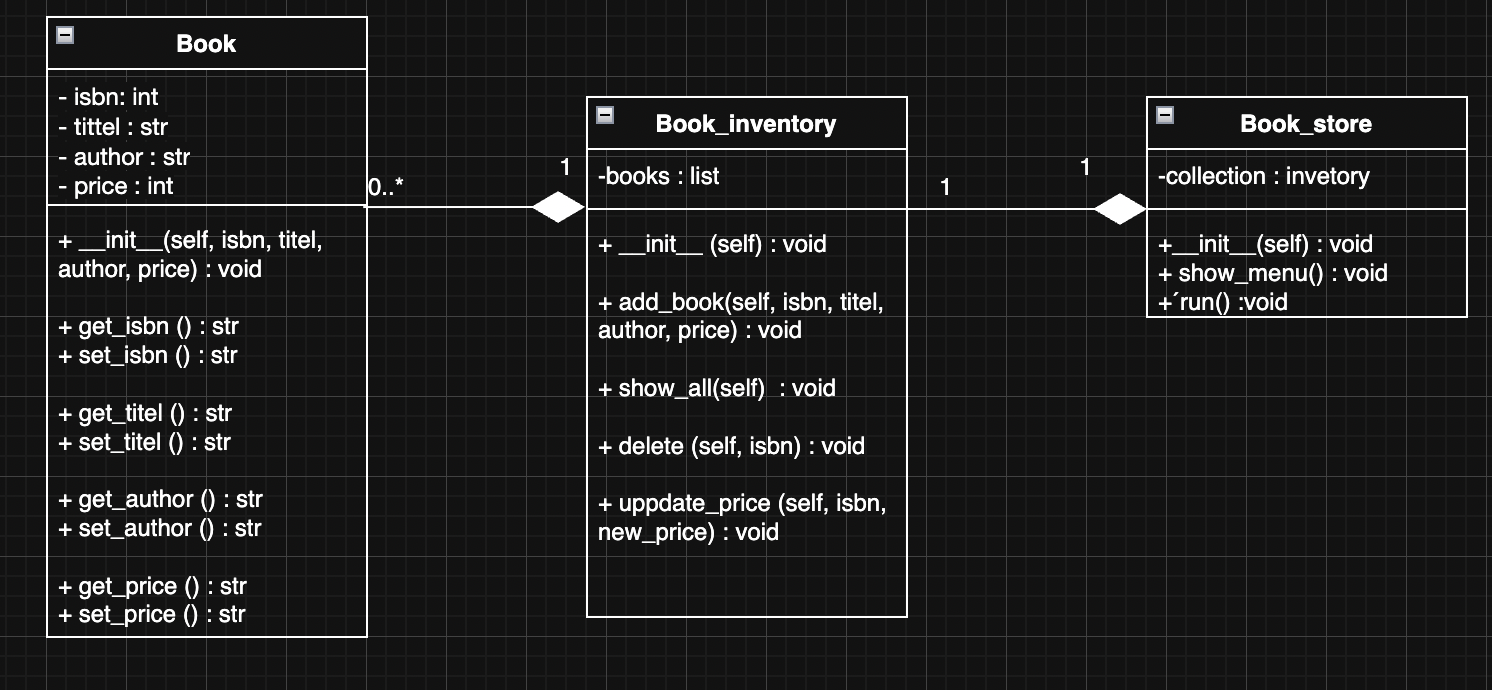 Book
- isbn: int
- tittel : str
- author : str
- price : int
+ __init__(self, isbn, titel,
author, price) : void
+ get_isbn () : str
+ set_isbn () : str
+ get_titel () : str
+ set_titel () : str
+ get_author () : str
+ set_author () : str
+ get_price () : str
+ set_price () : str
0..*
1
Book_inventory
-books : list
+ __init__ (self) : void
+ add_book(self, isbn, titel,
author, price) : void
+ show_all(self)  : void
+ delete (self, isbn) : void
+ uppdate_price (self, isbn,
new_price) : void
1
1
Book_store
-collection : invetory
+__init__(self) : void
+ show_menu() : void
+´run() :void